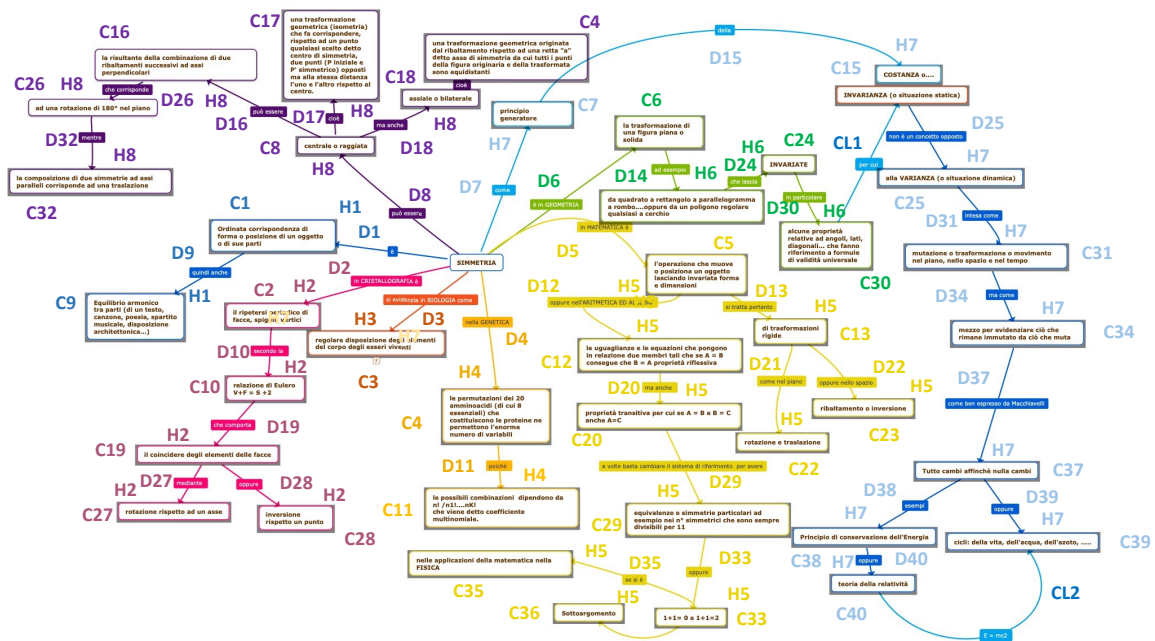 C16
la risultante della combinazione di due
ribaltamenti successivi ad assi
perpendicolari
C26
H8
che corrisponde
D26
ad una rotazione di 180° nel piano
D32
mentre
H8
la composizione di due simmetrie ad assi
paralleli corrisponde ad una traslazione
C32
C17
una trasformazione
geometrica (isometria)
che fa corrispondere,
rispetto ad un punto
qualsiasi scelto detto
centro di simmetria,
due punti (P iniziale e
P' simmetrico) opposti
ma alla stessa distanza
l'uno e l'altro rispetto al
centro.
H8
può essere
D16
D17
cioè
H8
C8
centrale o raggiata
H8
C4
una trasformazione geometrica originata
dal ribaltamento rispetto ad una retta "a"
detto asse di simmetria da cui tutti i punti
della figura originaria e della trasformata
sono equidistanti
C18
cioè
assiale o bilaterale
ma anche
H8
D18
D8
può essere
della
D15
C7
principio
generatore
H7
D7
come
H7
C15
COSTANZA o....
INVARIANZA (o situazione statica)
C6
la trasformazione di
una figura piana o
solida
D6
è in GEOMETRIA
ad esempio
D14
H6
D24
che lascia
H6
C24
INVARIATE
da quadrato a rettangolo a parallelogramma
a rombo....oppure da un poligono regolare
qualsiasi a cerchio
D30
in particolare
H6
alcune proprietà
relative ad angoli, lati,
diagonali... che fanno
riferimento a formule
di validità universale
C30
CL1
per cui
D25
non è un concetto opposto
H7
alla VARIANZA (o situazione dinamica)
C25
D31
intesa come
H7
mutazione o trasformazione o movimento
nel piano, nello spazio e nel tempo
C31
D34
ma come
H7
mezzo per evidenziare ciò che
rimane immutato da ciò che muta
C34
D37
come ben espresso da Macchiavelli
H7
Tutto cambi affinchè nulla cambi
C37
D38
esempi
H7
D39
oppure
H7
Principio di conservazione dell'Energia
C38
H7
oppure
D40
teoria della relatività
C40
cicli: della vita, dell'acqua, dell'azoto, .....
C39
CL2
E = mc2
C1
Ordinata corrispondenza di
forma o posizione di un oggetto
o di sue parti
H1
D1
è
SIMMETRIA
D9
quindi anche
C9
H1
Equilibrio armonico
tra parti (di un testo,
canzone, poesia, spartito
musicale, disposizione
architettonica...)
D2
in CRISTALLOGRAFIA è
H2
C2
il ripetersi periodico di
facce, spigoli, vertici
H7
D10
secondo la
H2
C10
relazione di Eulero
V+F = S +2
che comporta
D19
H2
C19
il coincidere degli elementi delle facce
D27
mediante
H2
rotazione rispetto ad un asse
C27
oppure
D28
H2
inversione
rispetto un punto
C28
si evidenzia in BIOLOGIA come
H3
D3
regolare disposizione degli elementi
del corpo degli esseri viventi
H7
C3
nella GENETICA
D4
H4
C4
le permutazioni dei 20
amminoacidi (di cui 8
essenziali) che
costituiscono le proteine ne
permettono l'enorme
numero di variabili
D11
poiché
H4
C11
le possibili combinazioni dipendono da
n! /n1!....nK!
che viene detto coefficiente
multinomiale.
in MATEMATICA è
D5
C5
H5
l'operazione che muove
o posiziona un oggetto
lasciando invariata forma
e dimensioni
D12
oppure nell'ARITMETICA ED AL
H5
C12
le uguaglianze e le equazioni che pongono
in relazione due membri tali che se A = B
consegue che B = A proprietà riflessiva
D13
si tratta pertanto
H5
di trasformazioni
rigide
C13
D21
come nel piano
H5
rotazione e traslazione
C22
D22
oppure nello spazio
H5
ribaltamento o inversione
C23
D20
ma anche
H5
proprietà transitiva per cui se A = B e B = C
anche A=C
C20
a volte basta cambiare il sistema di riferimento per avere
D29
H5
C29
equivalenze e simmetrie particolari ad
esempio nei n° simmetrici che sono sempre
divisibili per 11
D33
oppure
H5
1+1= 0 e 1+1=2
C33
D35
se si è
H5
nelle applicazioni della matematica nella
FISICA
C35
H5
C36
Sottoargomento